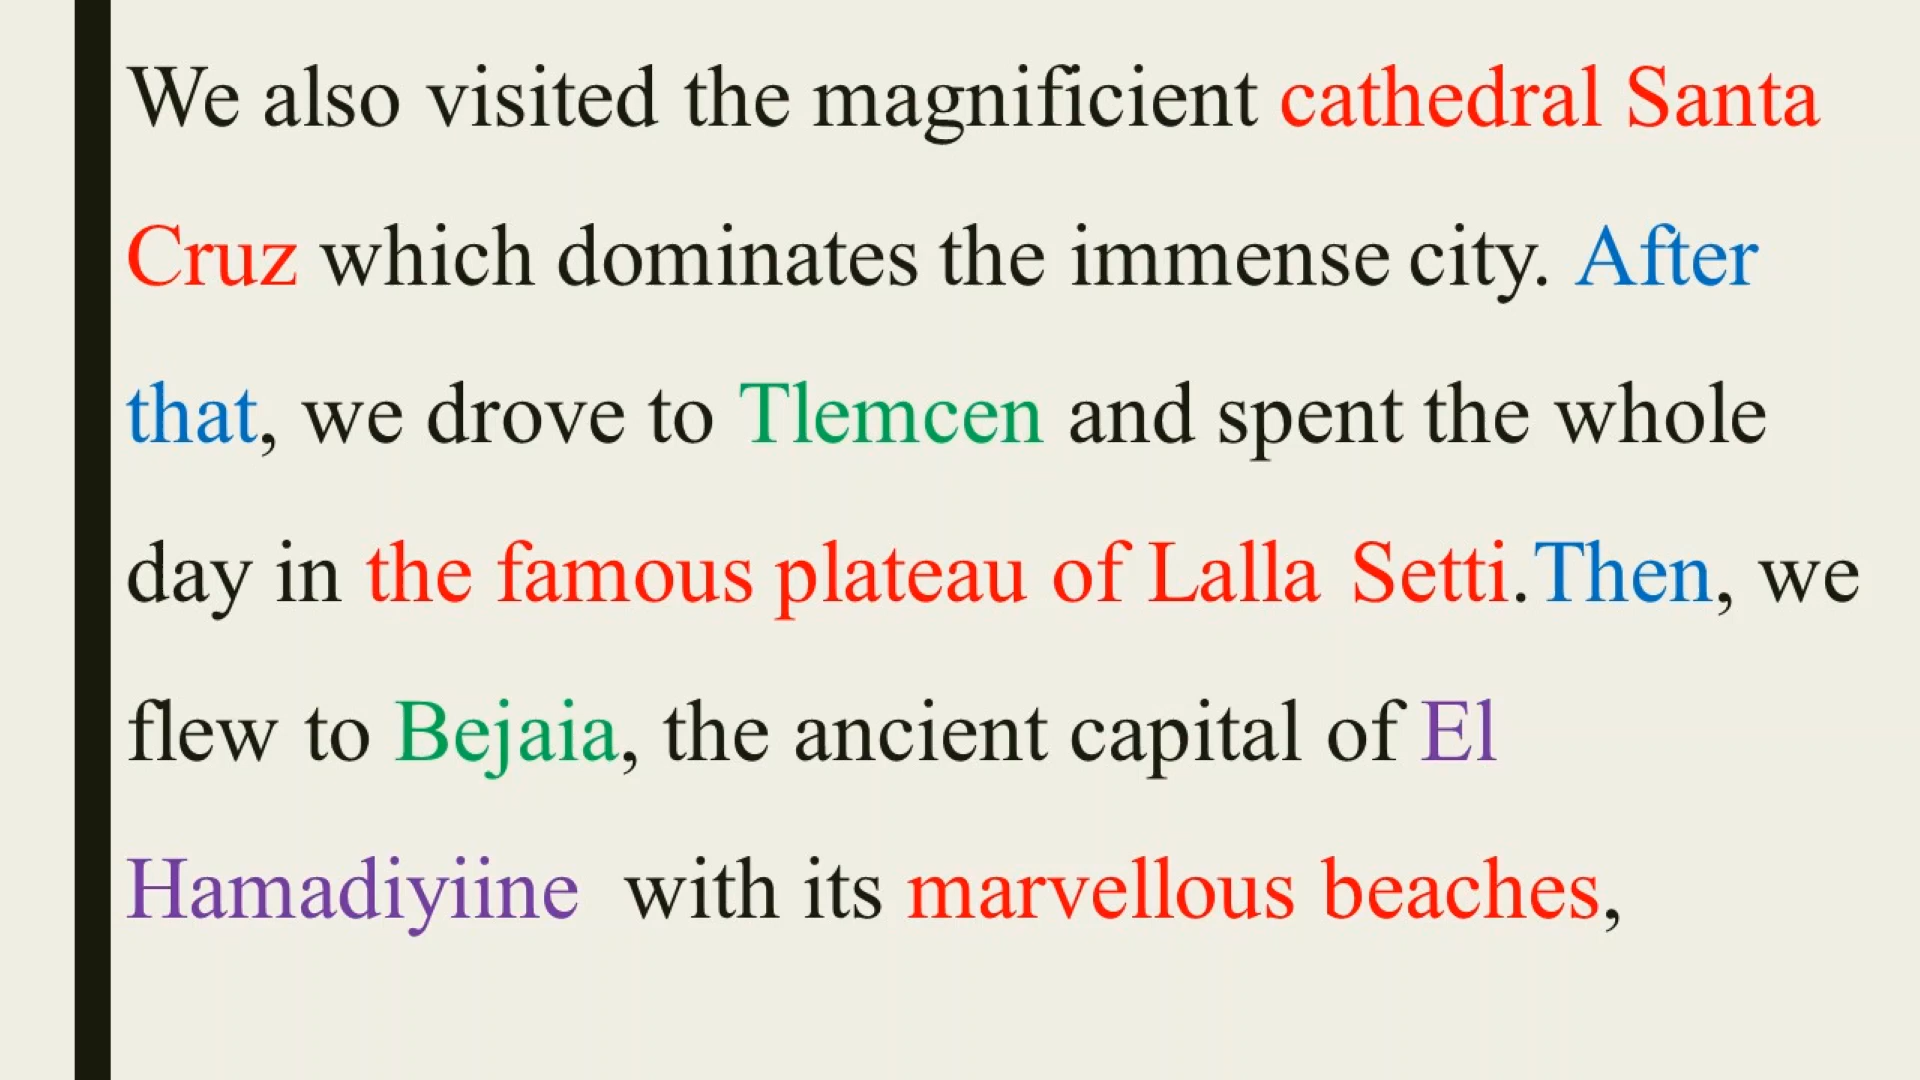 We also visited the magnificient cathedral Santa
Cruz which dominates the immense city. After
that, we drove to Tlemcen and spent the whole
day in the famous plateau of Lalla Setti.Then, we
flew to Bejaia, the ancient capital of El
Hamadiyiine with its marvellous beaches,